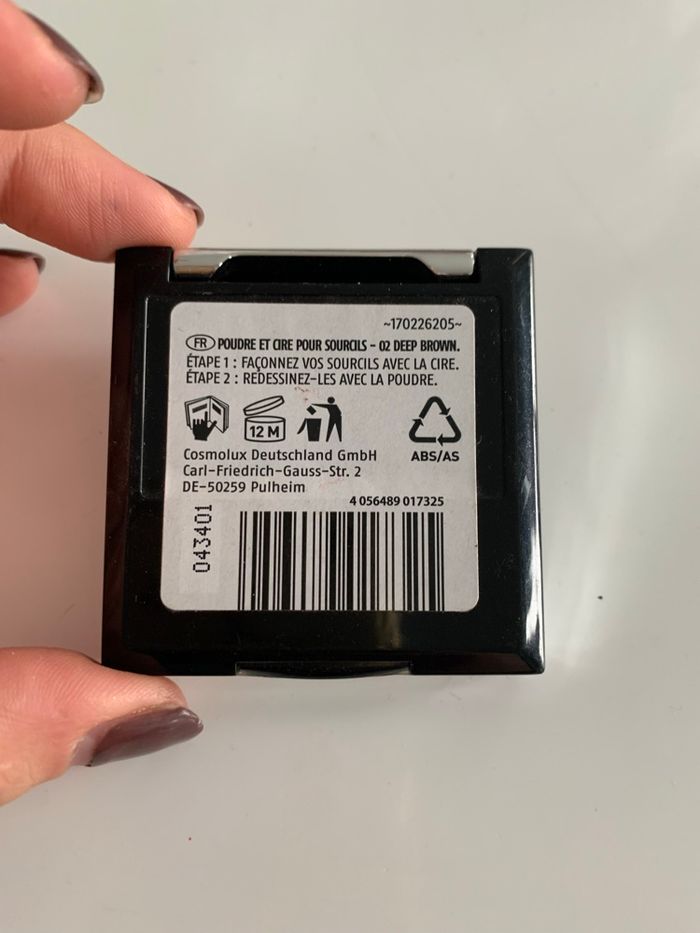 ~170226205~
FR POUDRE ET CIRE POUR SOURCILS - 02 DEEP BROWN.
ÉTAPE 1 : FAÇONNEZ VOS SOURCILS AVEC LA CIRE.
ÉTAPE 2 : REDESSINEZ-LES AVEC LA POUDRE.
12 M
ABS/AS
Cosmolux Deutschland GmbH
Carl-Friedrich-Gauss-Str. 2
DE-50259 Pulheim
4 056489 017325
043401